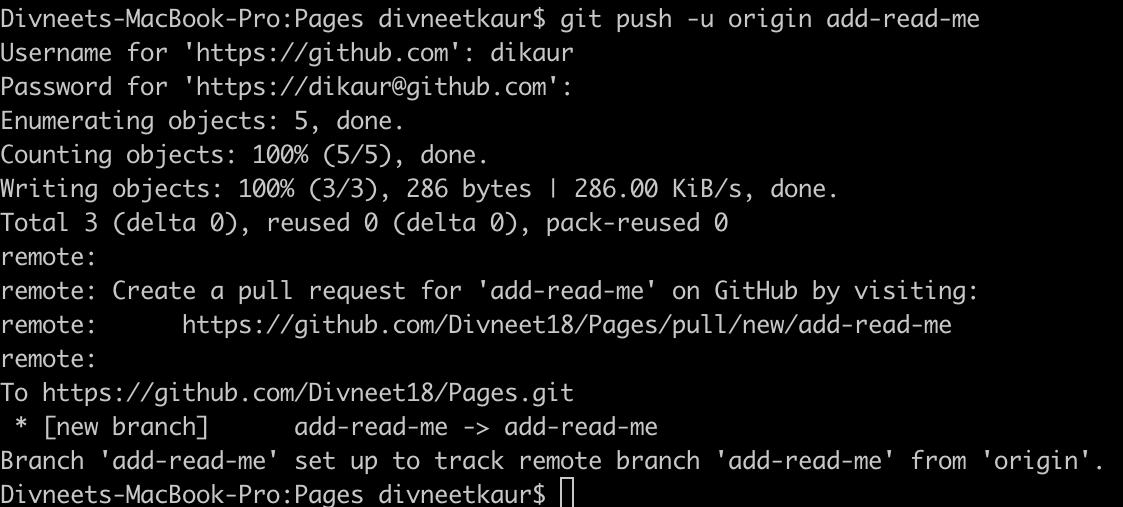 Divneets-MacBook-Pro:Pages divneetkaur$ git push -u origin add-read-me
Username for 'https://github.com': dikaur
Password for 'https://dikaur@github.com':
Enumerating objects: 5, done.
Counting objects: 100% (5/5), done.
Writing objects: 100% (3/3), 286 bytes | 286.00 KiB/s, done.
Total 3 (delta 0), reused 0 (delta 0), pack-reused 0
remote:
remote: Create a pull request for 'add-read-me' on GitHub by visiting:
remote:      https://github.com/Divneet18/Pages/pull/new/add-read-me
remote:
To https://github.com/Divneet18/Pages.git
 * [new branch]      add-read-me -> add-read-me
Branch 'add-read-me' set up to track remote branch 'add-read-me' from 'origin'.
Divneets-MacBook-Pro:Pages divneetkaur$